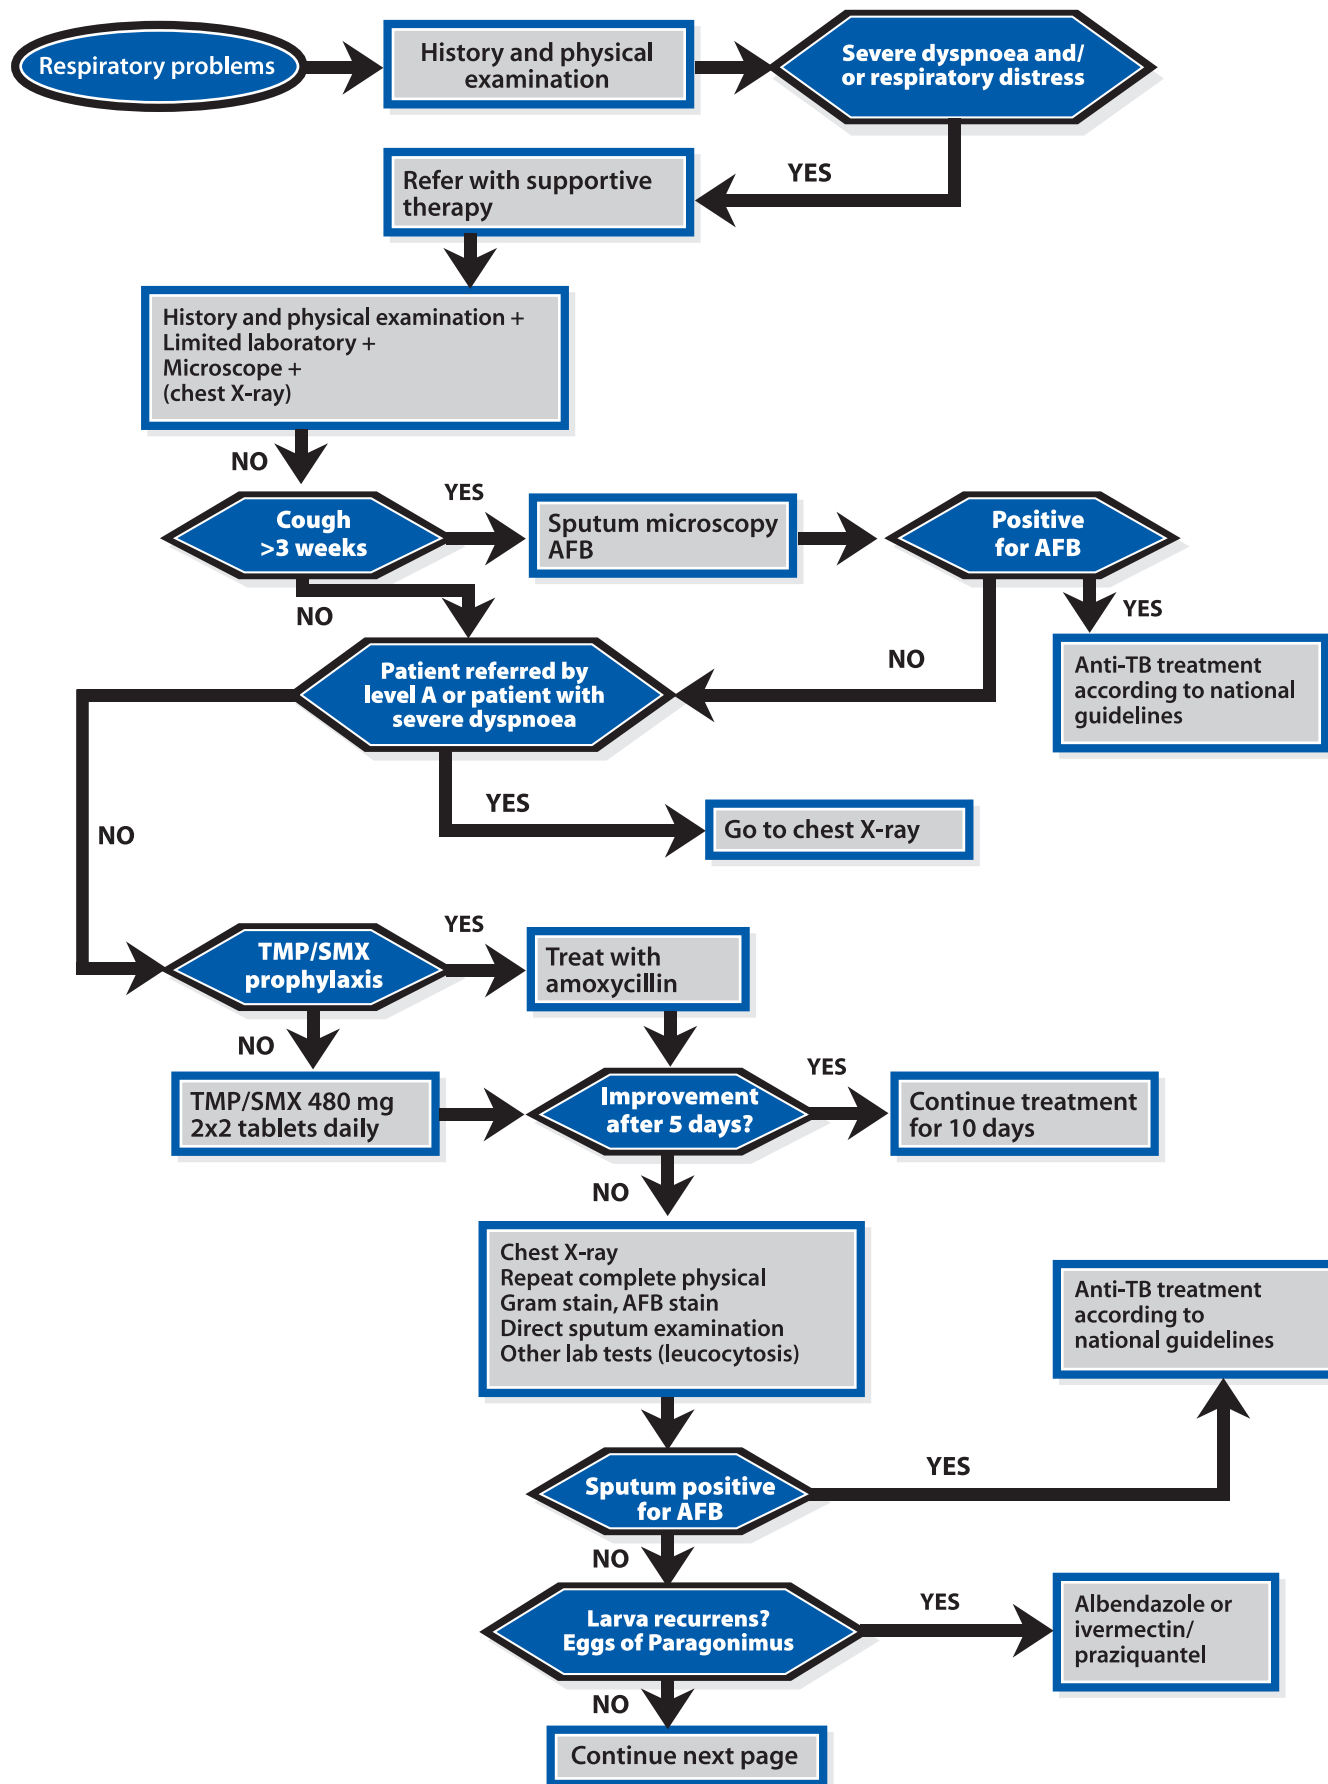 Respiratory problems
History and physical
examination
Severe dyspnoea and/
or respiratory distress
YES
Refer with supportive
therapy
History and physical examination +
Limited laboratory +
Microscope +
(chest X-ray)
NO
Cough
>3 weeks
YES
Sputum microscopy
AFB
Positive
for AFB
YES
NO
NO
Anti-TB treatment
according to national
guidelines
Patient referred by
level A or patient with
severe dyspnoea
YES
Go to chest X-ray
NO
TMP/SMX
prophylaxis
YES
Treat with
amoxycillin
NO
TMP/SMX 480 mg
2x2 tablets daily
Improvement
after 5 days?
YES
Continue treatment
for 10 days
NO
Chest X-ray
Repeat complete physical
Gram stain, AFB stain
Direct sputum examination
Other lab tests (leucocytosis)
Anti-TB treatment
according to
national guidelines
Sputum positive
for AFB
YES
NO
Larva recurrens?
Eggs of Paragonimus
YES
Albendazole or
ivermectin/
praziquantel
NO
Continue next page